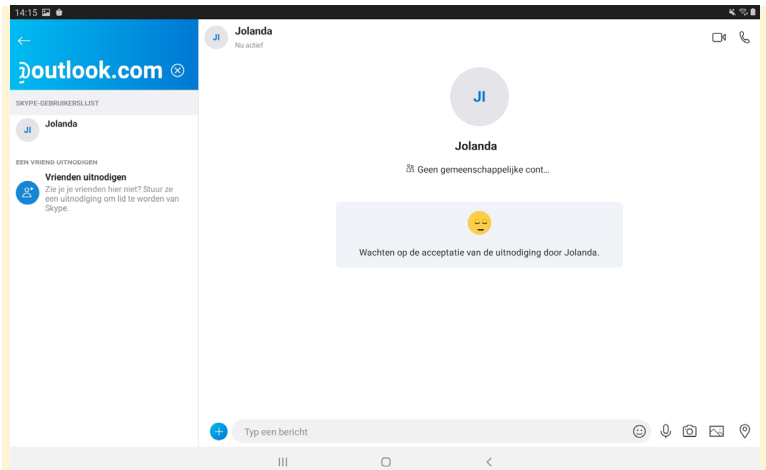 14:15
@outlook.com
SKYPE-GEBRUIKERSLIJST
JI
Jolanda
EEN VRIEND UITNODIGEN
Vrienden uitnodigen
Zie je je vrienden hier niet? Stuur ze
een uitnodiging om lid te worden van
Skype.
JI
Jolanda
Nu actief
JI
Jolanda
Geen gemeenschappelijke cont...
Wachten op de acceptatie van de uitnodiging door Jolanda.
Typ een bericht